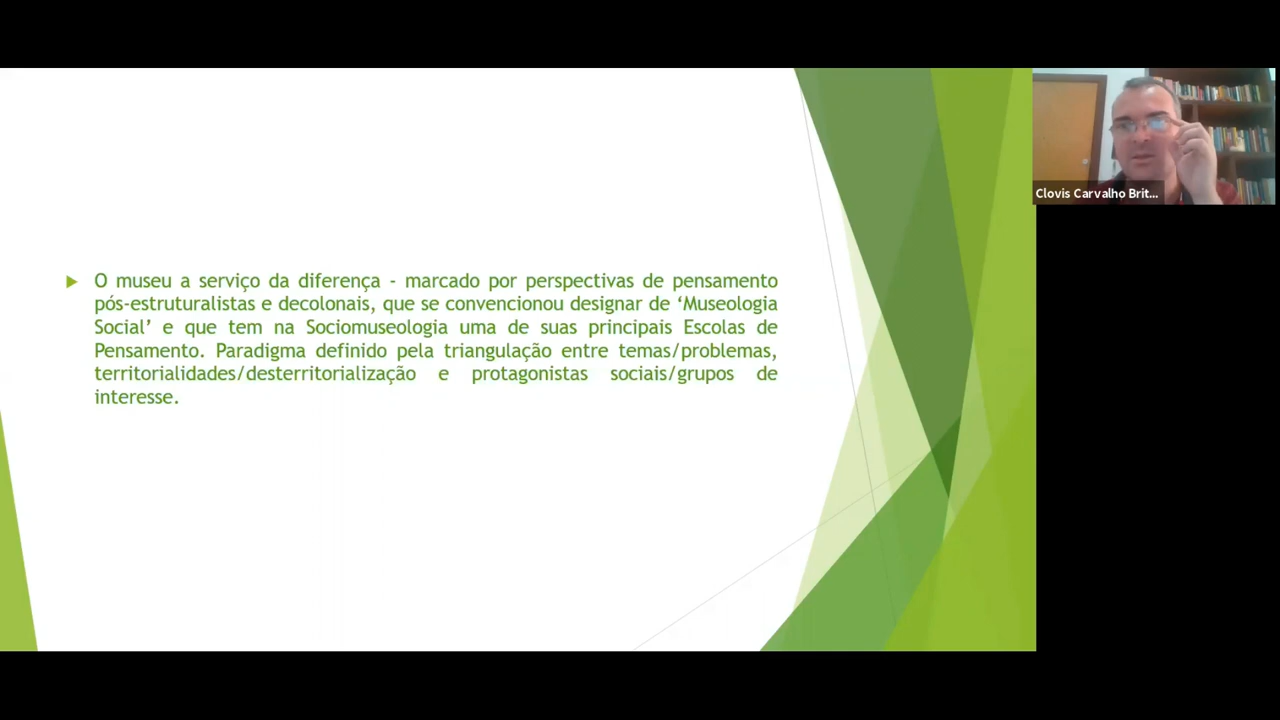 O museu a serviço da diferença - marcado por perspectivas de pensamento
pós-estruturalistas e decolonais, que se convencionou designar de ‘Museologia
Social’ e que tem na Sociomuseologia uma de suas principais Escolas de
Pensamento. Paradigma definido pela triangulação entre temas/problemas,
territorialidades/desterritorialização e protagonistas sociais/grupos de
interesse.
Clovis Carvalho Brit...